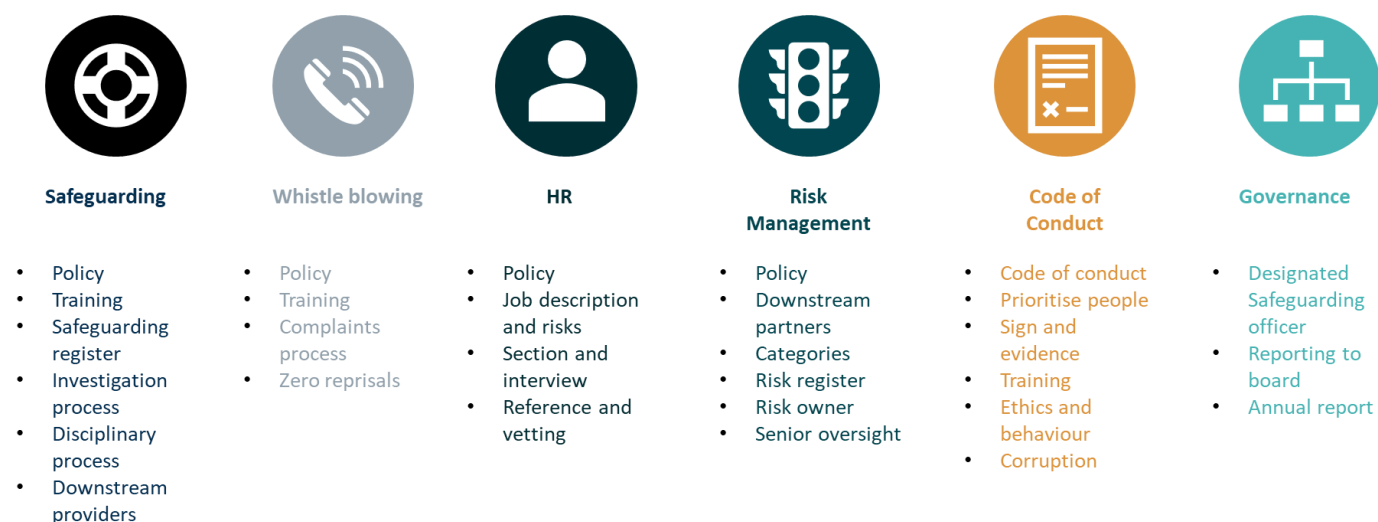 Safeguarding
Policy
Training
Safeguarding
register
Investigation
process
Disciplinary
process
Downstream
providers
Whistle blowing
Policy
Training
Complaints
process
Zero reprisals
HR
Policy
Job description
and risks
Section and
interview
Reference and
vetting
Risk
Management
Policy
Downstream
partners
Categories
Risk register
Risk owner
Senior oversight
Code of
Conduct
Code of conduct
Prioritise people
Sign and
evidence
Training
Ethics and
behaviour
Corruption
Governance
Designated
Safeguarding
officer
Reporting to
board
Annual report